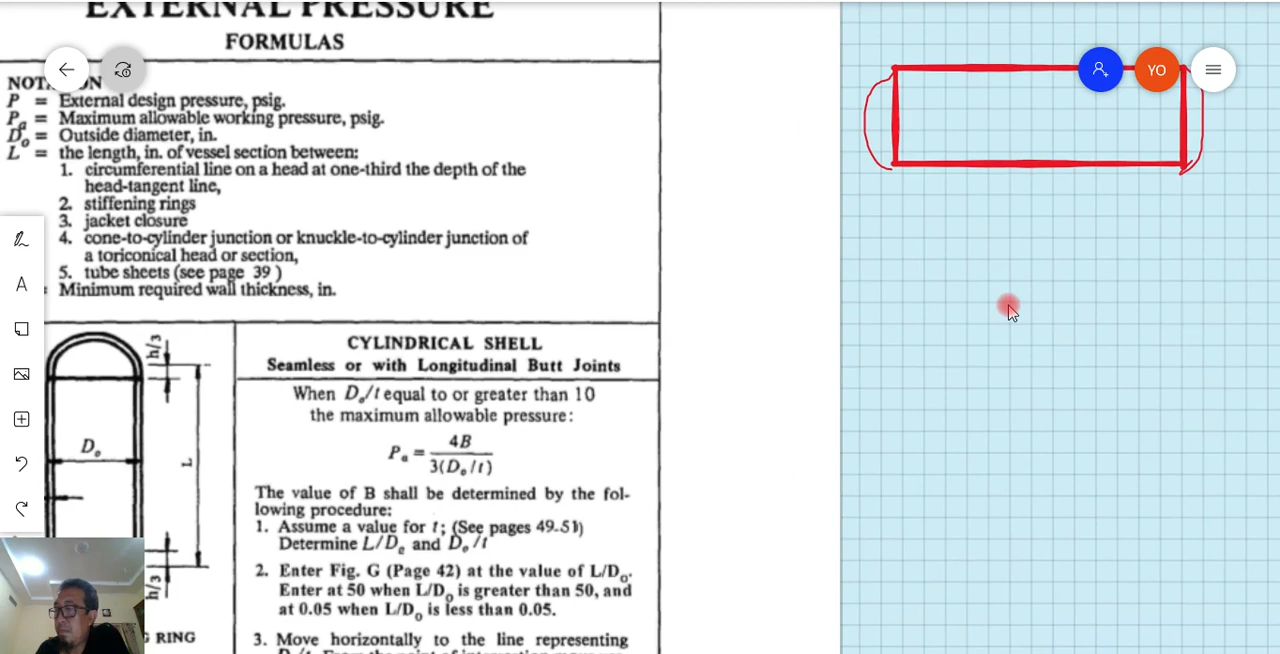 EXTERNAL PRESSURE
FORMULAS
P = External design pressure, psig.
Pa = Maximum allowable working pressure, psig.
Do = Outside diameter, in.
L = the length, in. of vessel section between:
1. circumferential line on a head at one-third the depth of the
head-tangent line,
2. stiffening rings
3. jacket closure
4. cone-to-cylinder junction or knuckle-to-cylinder junction of
a toriconical head or section,
5. tube sheets (see page 39 )
Minimum required wall thickness, in.
h/3
Do
L
h/3
RING
CYLINDRICAL SHELL
Seamless or with Longitudinal Butt Joints
When Do/t equal to or greater than 10
the maximum allowable pressure:
Pa = 4B
3(Do/t)
The value of B shall be determined by the fol-
lowing procedure:
1. Assume a value for t; (See pages 49-51)
Determine L/Do and Do/t
2. Enter Fig. G (Page 42) at the value of L/Do.
Enter at 50 when L/Do is greater than 50, and
at 0.05 when L/Do is less than 0.05.
3. Move horizontally to the line representing
YO
A